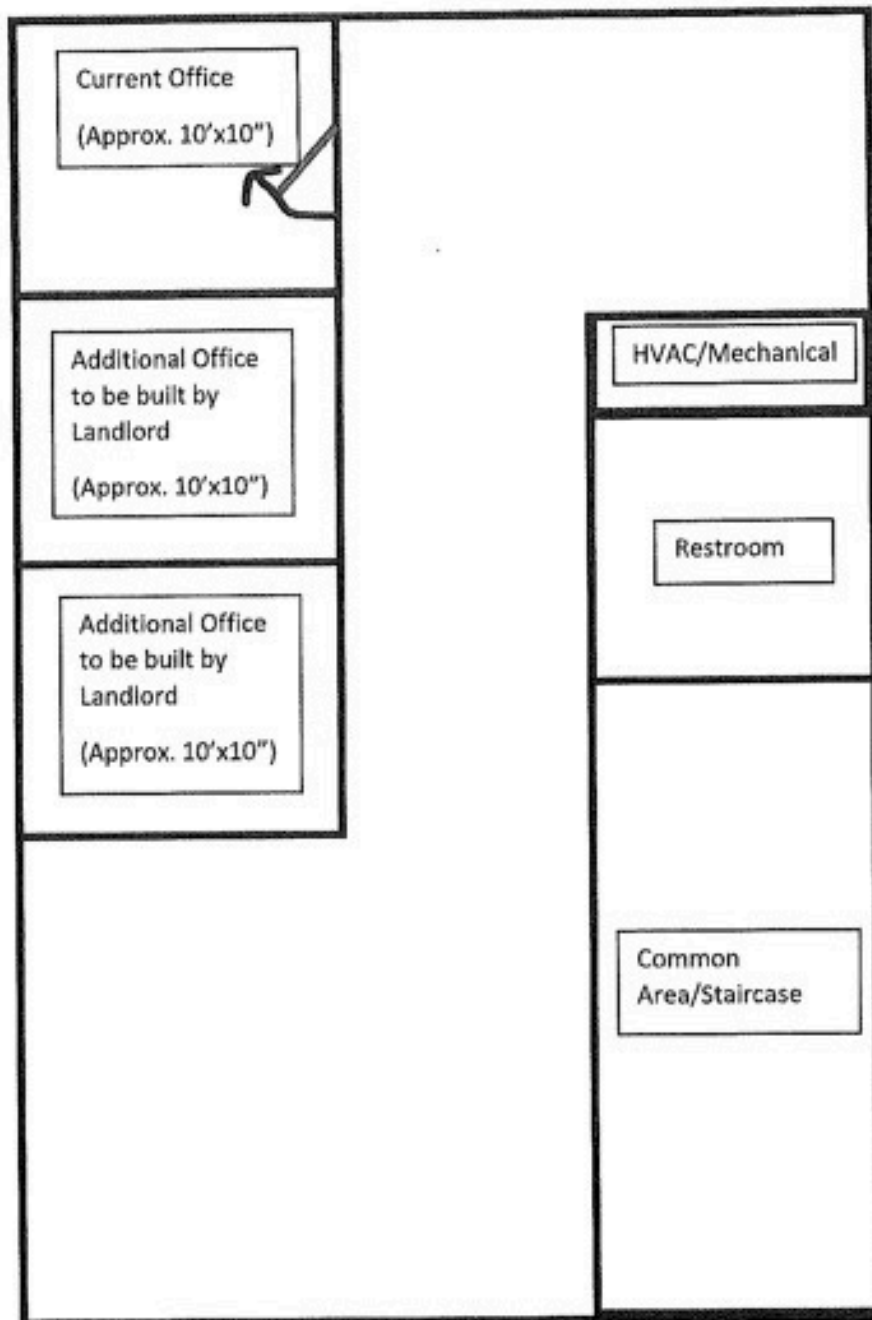 Current Office
(Approx. 10'x10")
Additional Office
to be built by
Landlord
(Approx. 10'x10")
Additional Office
to be built by
Landlord
(Approx. 10'x10")
HVAC/Mechanical
Restroom
Common
Area/Staircase